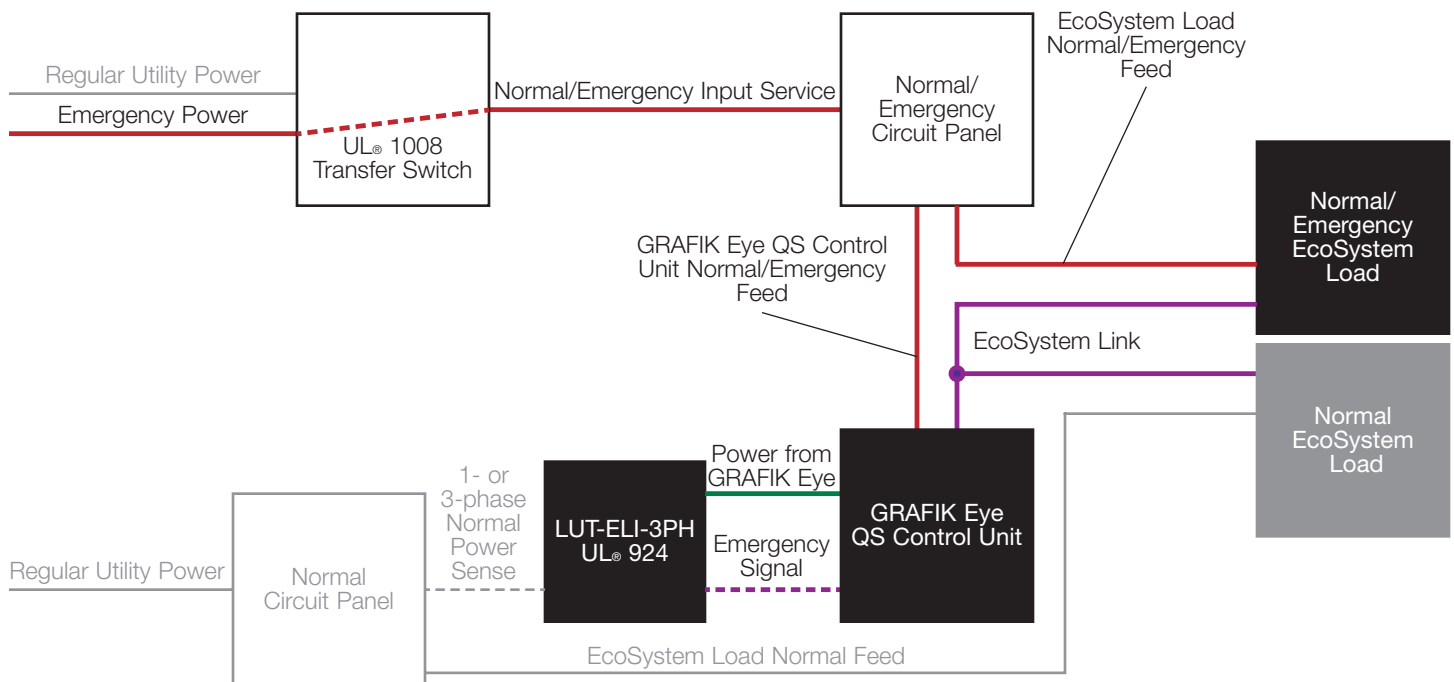 Regular Utility Power
Emergency Power
UL® 1008
Transfer Switch
Normal/Emergency Input Service
Normal/
Emergency
Circuit Panel
EcoSystem Load
Normal/Emergency
Feed
Normal/
Emergency
EcoSystem
Load
GRAFIK Eye QS Control
Unit Normal/Emergency
Feed
EcoSystem Link
Normal
EcoSystem
Load
Regular Utility Power
Normal
Circuit Panel
1- or
3-phase
Normal
Power
Sense
LUT-ELI-3PH
UL® 924
Power from
GRAFIK Eye
Emergency
Signal
GRAFIK Eye
QS Control Unit
EcoSystem Load Normal Feed